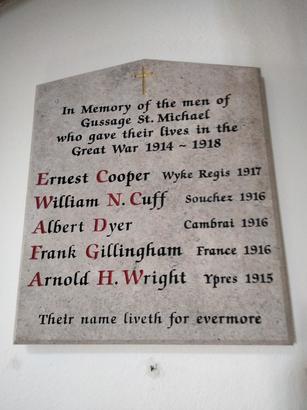 In Memory of the men of
Gussage St. Michael
who gave their lives in the
Great War 1914 ~ 1918
Ernest Cooper Wyke Regis 1917
William N. Cuff Souchez 1916
Albert Dyer Cambrai 1916
Frank Gillingham France 1916
Arnold H. Wright Ypres 1915
Their name liveth for evermore